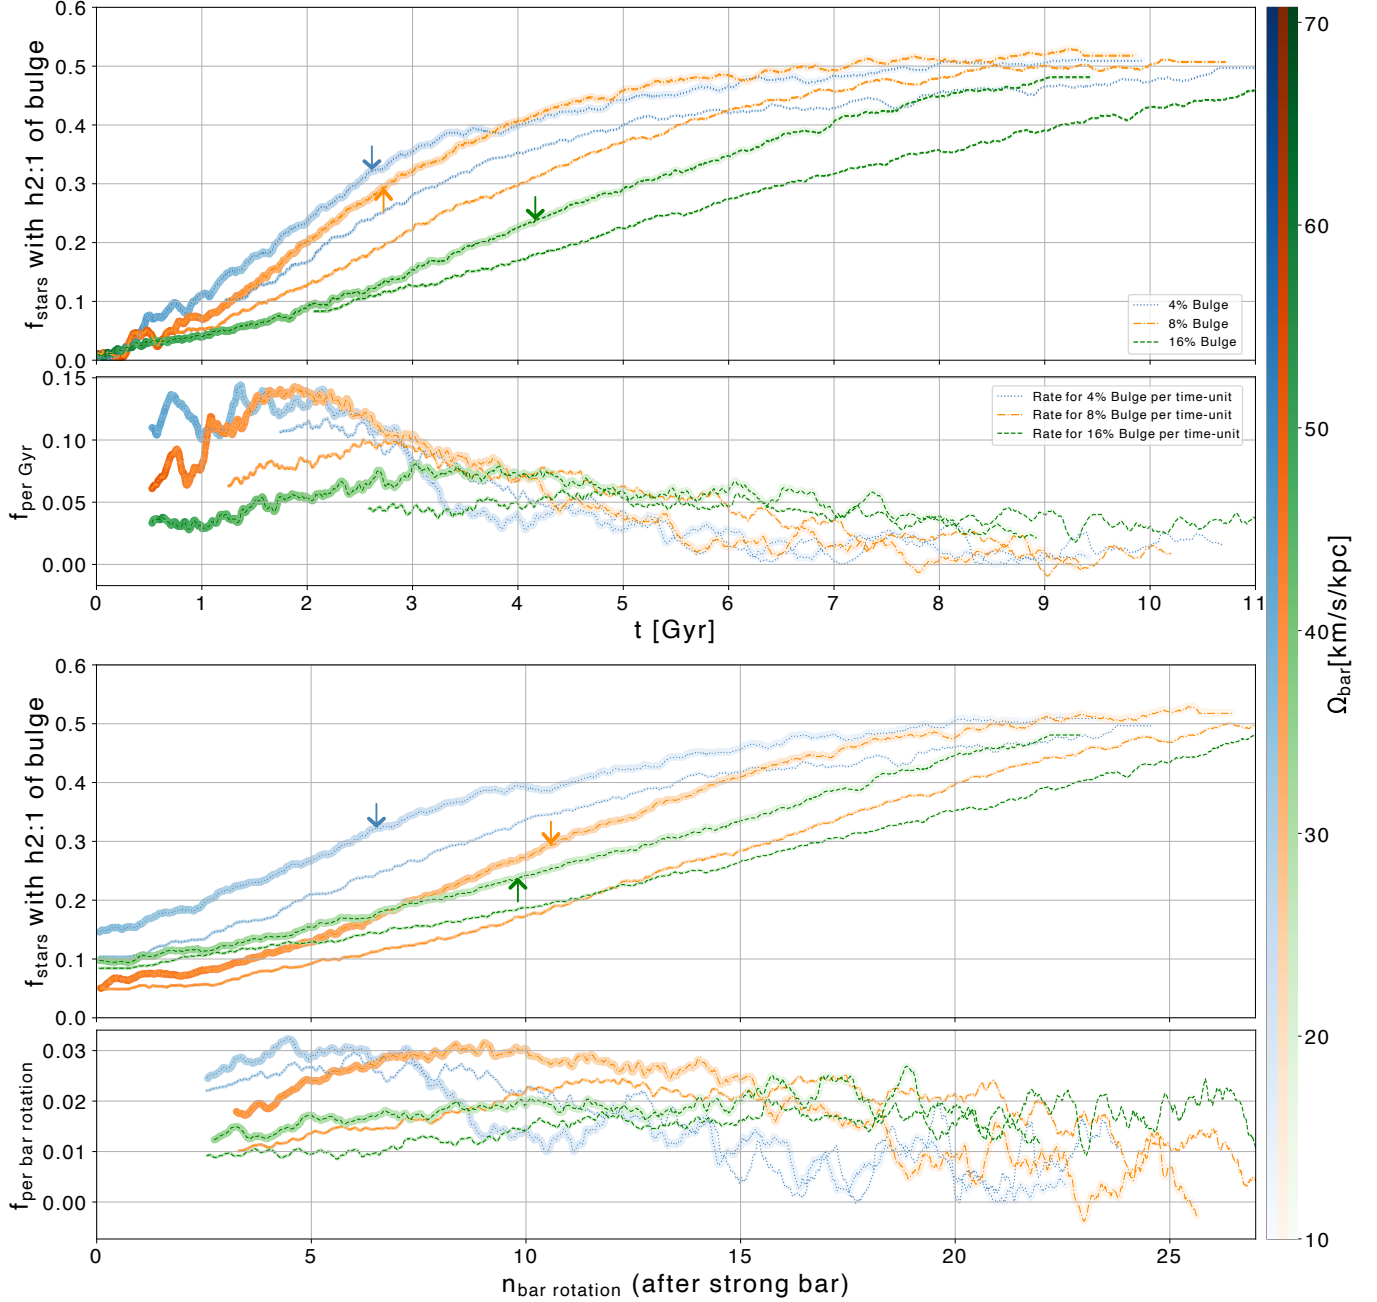 0.6
0.5
0.4
0.3
0.2
0.1
0.0
f_stars with h2:1 of bulge
4% Bulge
8% Bulge
16% Bulge
0.15
0.10
0.05
0.00
f_per Gyr
Rate for 4% Bulge per time-unit
Rate for 8% Bulge per time-unit
Rate for 16% Bulge per time-unit
0 1 2 3 4 5 6 7 8 9 10 11
t [Gyr]
0.6
0.5
0.4
0.3
0.2
0.1
0.0
f_stars with h2:1 of bulge
0.03
0.02
0.01
0.00
f_per bar rotation
0 5 10 15 20 25
n_bar rotation (after strong bar)
70
60
50
40
30
20
10
Ω_bar[km/s/kpc]